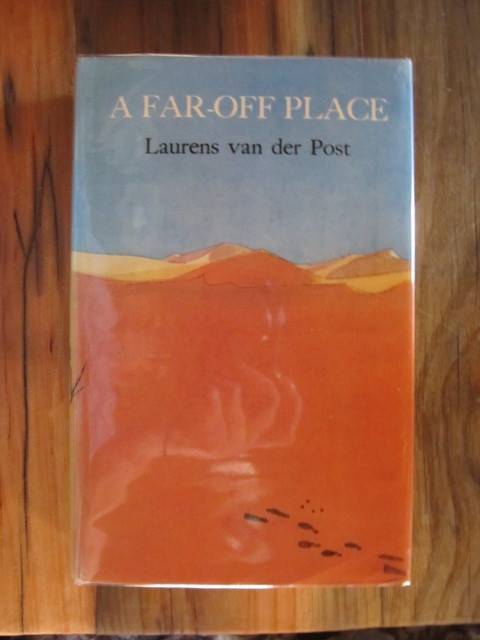 A FAR-OFF PLACE
Laurens van der Post